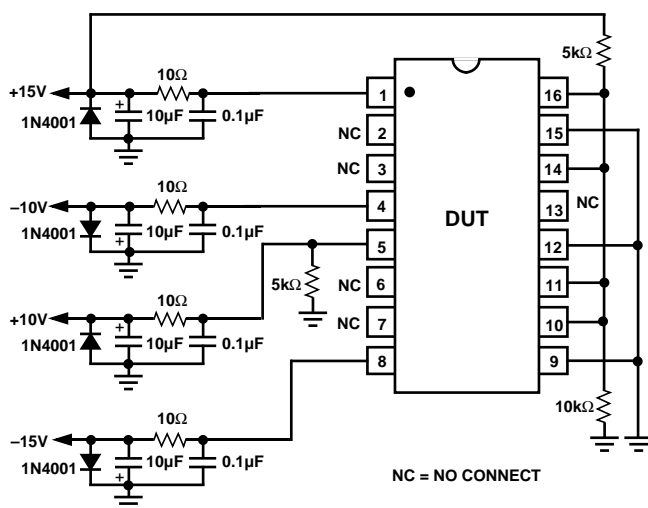 5kΩ
+15V
10Ω
1N4001
+
10µF
0.1µF
1
16
NC
2
15
NC
3
14
–10V
10Ω
1N4001
+
10µF
0.1µF
4
13
NC
DUT
5
12
5kΩ
NC
6
11
+10V
10Ω
1N4001
+
10µF
0.1µF
NC
7
10
8
9
10kΩ
–15V
10Ω
1N4001
+
10µF
0.1µF
NC = NO CONNECT